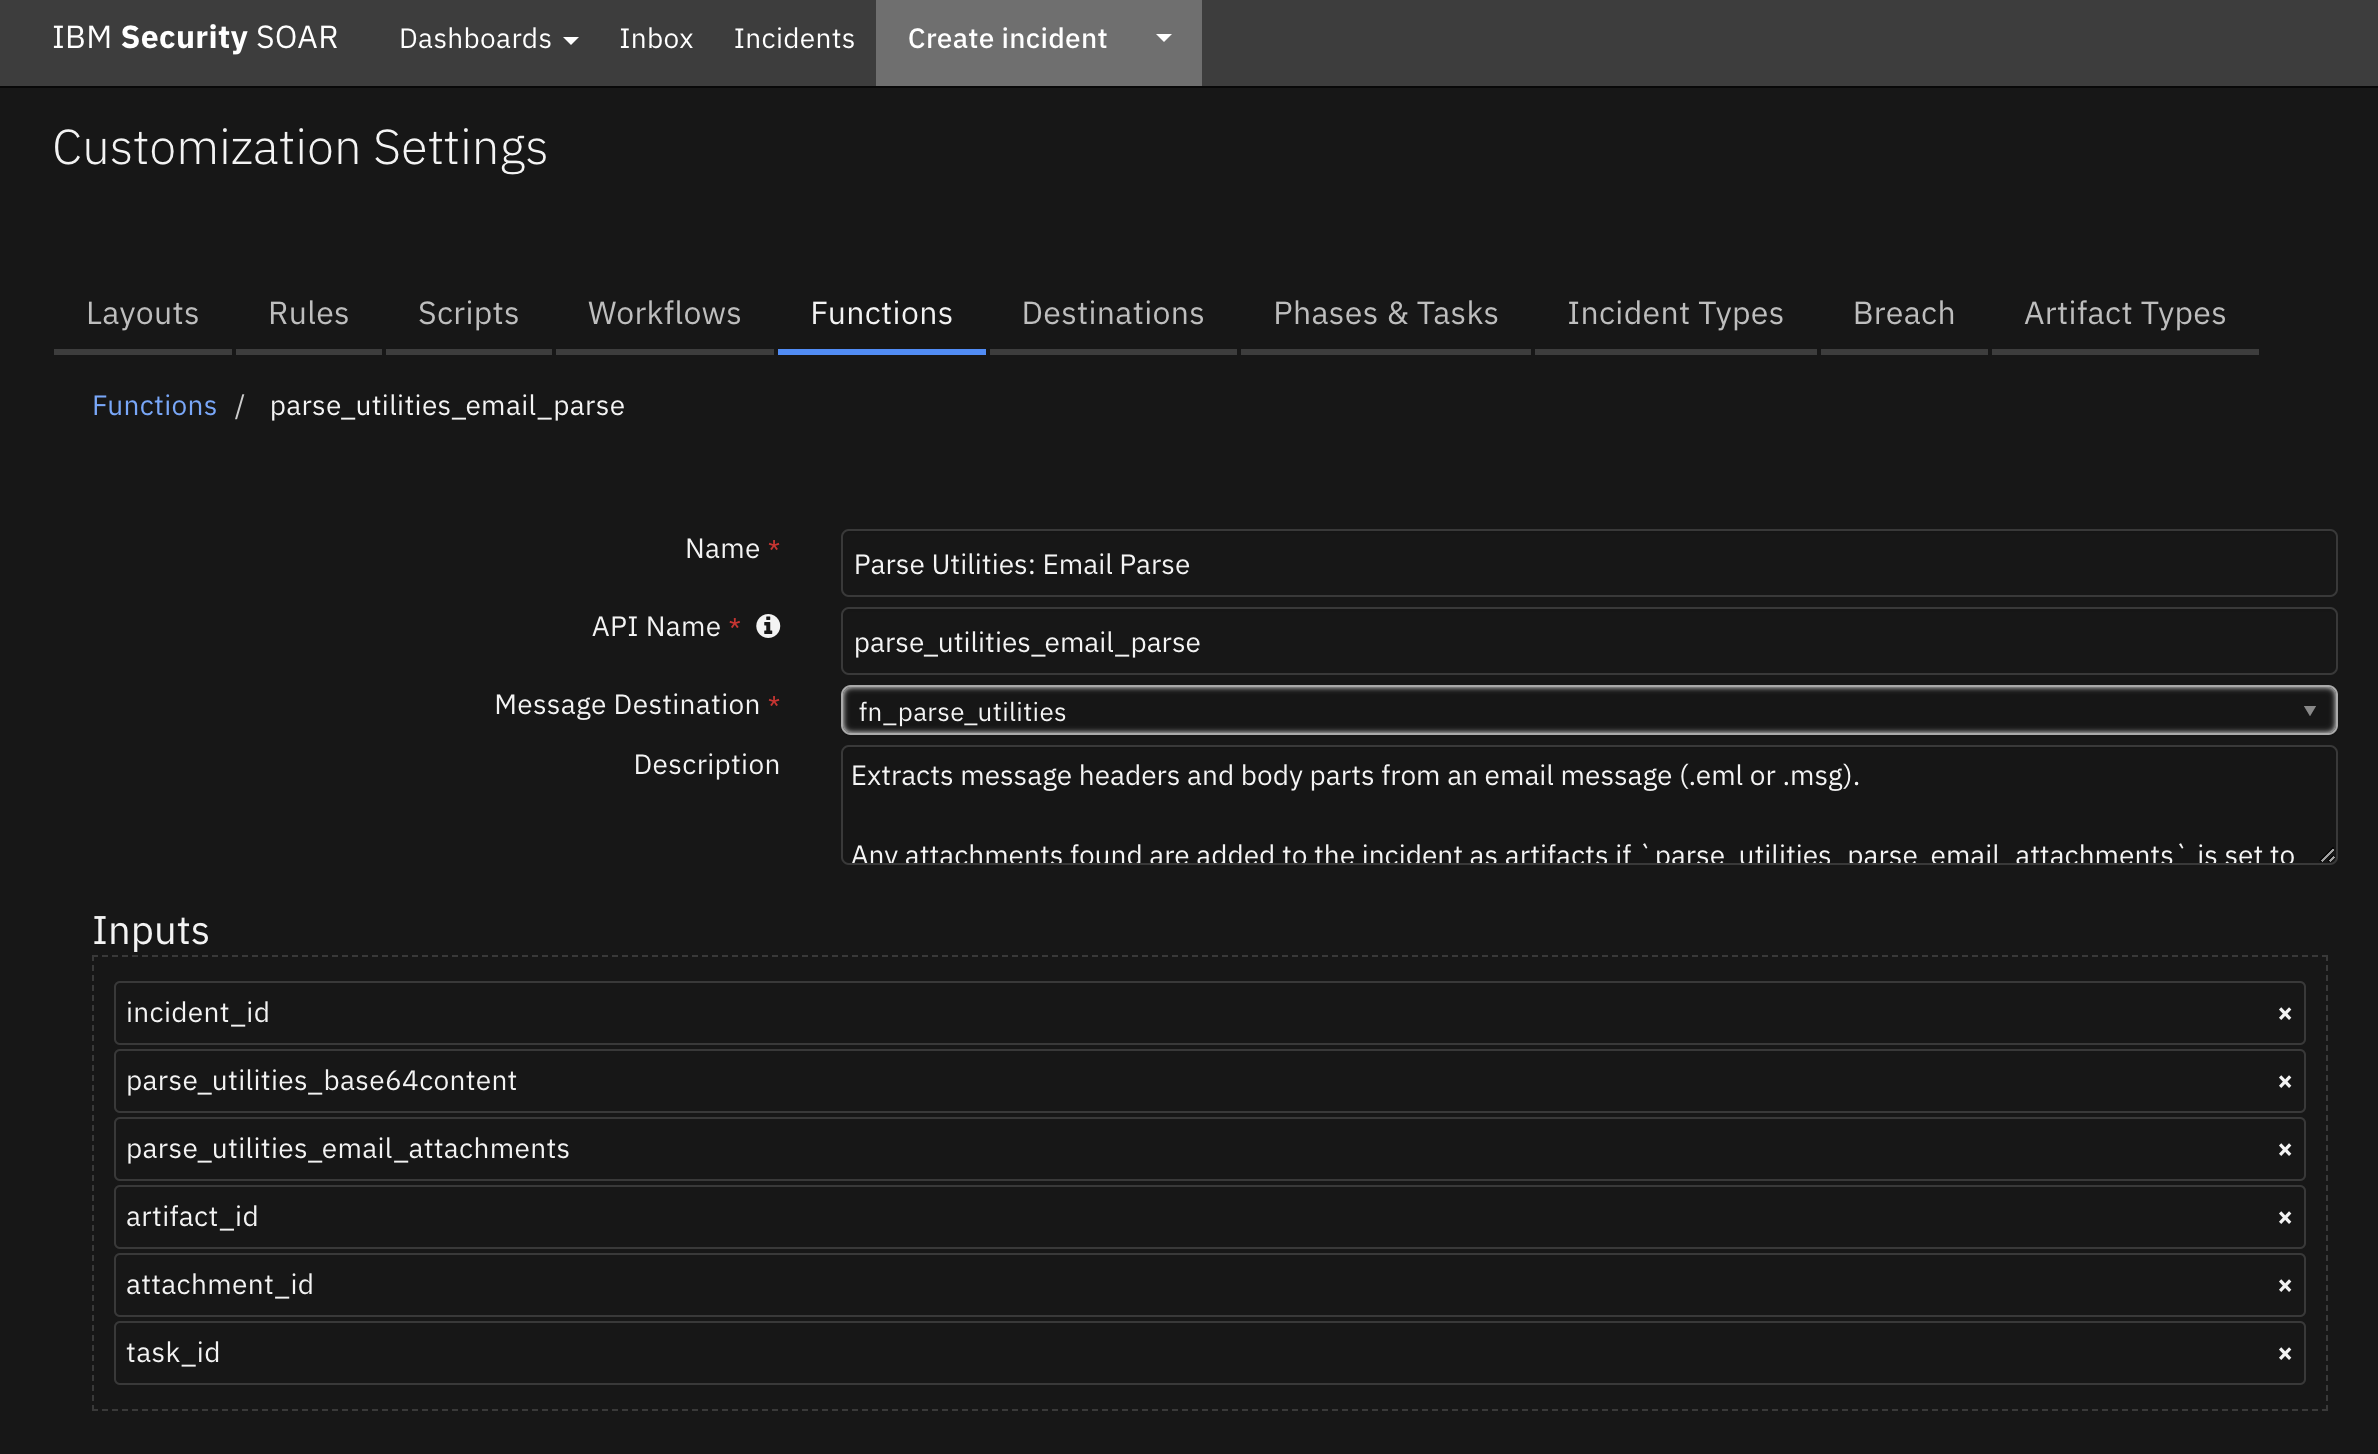 IBM Security SOAR Dashboards Inbox Incidents Create incident
Customization Settings
Layouts Rules Scripts Workflows Functions Destinations Phases & Tasks Incident Types Breach Artifact Types
Functions / parse_utilities_email_parse
Name * Parse Utilities: Email Parse
API Name * parse_utilities_email_parse
Message Destination * fn_parse_utilities
Description Extracts message headers and body parts from an email message (.eml or .msg).
Any attachments found are added to the incident as artifacts if `parse_utilities_parse_email_attachments` is set to
Inputs
incident_id
parse_utilities_base64content
parse_utilities_email_attachments
artifact_id
attachment_id
task_id